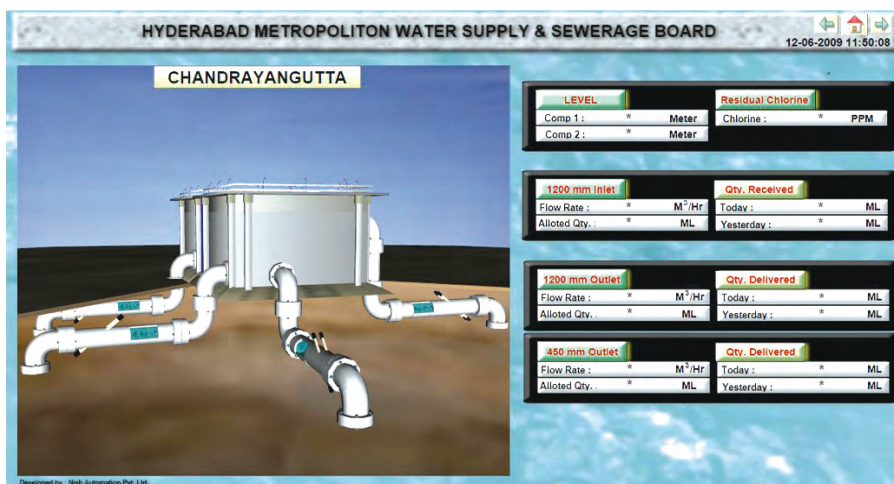 HYDERABAD METROPOLITON WATER SUPPLY & SEWERAGE BOARD
12-06-2009 11:50:08
CHANDRAYANGUTTA
LEVEL
Comp 1 : * Meter
Comp 2 : * Meter
Residual Chlorine
Chlorine : * PPM
1200 mm Inlet
Flow Rate : * M³/Hr
Alloted Qty. : * ML
Qty. Received
Today : * ML
Yesterday : * ML
1200 mm Outlet
Flow Rate : * M³/Hr
Alloted Qty. : * ML
Qty. Delivered
Today : * ML
Yesterday : * ML
450 mm Outlet
Flow Rate : * M³/Hr
Alloted Qty. : * ML
Qty. Delivered
Today : * ML
Yesterday : * ML
Developed by : Nish Automation Pvt. Ltd.